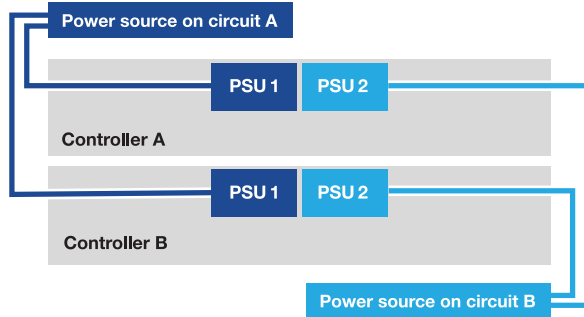 Power source on circuit A
PSU 1
PSU 2
Controller A
PSU 1
PSU 2
Controller B
Power source on circuit B